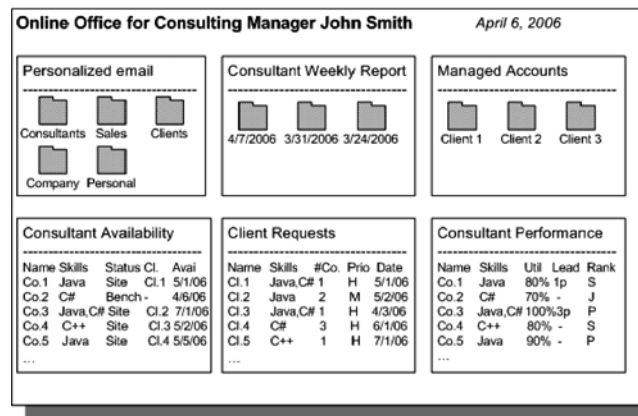 Online Office for Consulting Manager John Smith April 6, 2006
Personalized email
Consultants Sales Clients
Company Personal
Consultant Weekly Report
4/7/2006 3/31/2006 3/24/2006
Managed Accounts
Client 1 Client 2 Client 3
Consultant Availability
Name Skills Status Cl. Avai
Co.1 Java Site Cl.1 5/1/06
Co.2 C# Bench - 4/6/06
Co.3 Java,C# Site Cl.2 7/1/06
Co.4 C++ Site Cl.3 5/2/06
Co.5 Java Site Cl.4 5/5/06
...
Client Requests
Name Skills #Co. Prio Date
Cl.1 Java,C# 1 H 5/1/06
Cl.2 Java 2 M 5/2/06
Cl.3 Java,C# 1 H 4/3/06
Cl.4 C# 3 H 6/1/06
Cl.5 C++ 1 H 7/1/06
...
Consultant Performance
Name Skills Util Lead Rank
Co.1 Java 80% 1p S
Co.2 C# 70% - J
Co.3 Java,C# 100% 3p P
Co.4 C++ 80% - S
Co.5 Java 90% - P
...